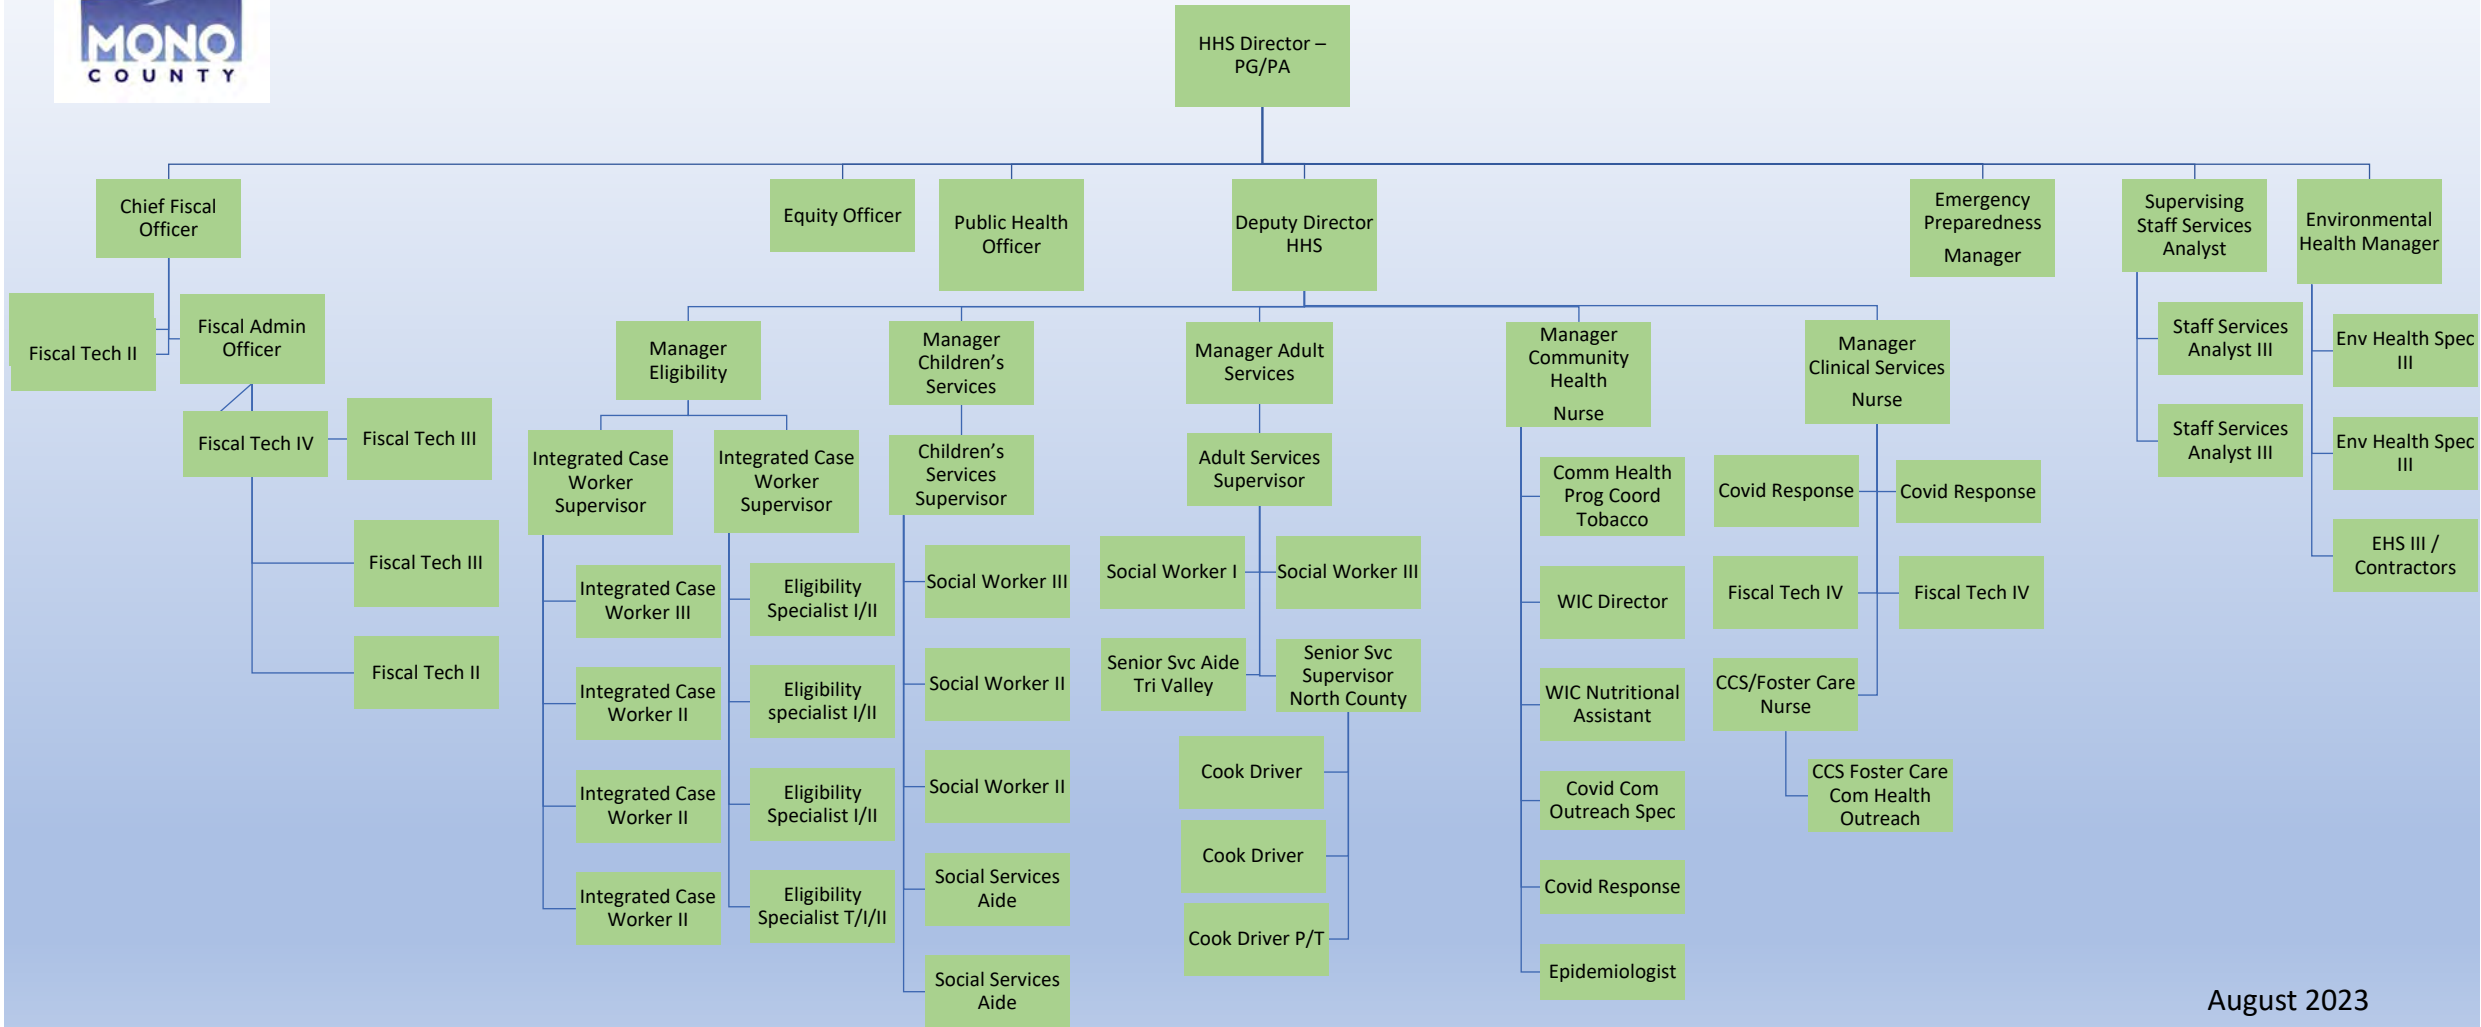 MONO
COUNTY
HHS Director –
PG/PA
Chief Fiscal
Officer
Equity Officer
Public Health
Officer
Deputy Director
HHS
Emergency
Preparedness
Manager
Supervising
Staff Services
Analyst
Environmental
Health Manager
Fiscal Tech II
Fiscal Admin
Officer
Fiscal Tech IV
Fiscal Tech III
Fiscal Tech III
Fiscal Tech II
Manager
Eligibility
Integrated Case
Worker
Supervisor
Integrated Case
Worker III
Integrated Case
Worker II
Integrated Case
Worker II
Integrated Case
Worker II
Integrated Case
Worker
Supervisor
Eligibility
Specialist I/II
Eligibility
specialist I/II
Eligibility
Specialist I/II
Eligibility
Specialist T/I/II
Manager
Children’s
Services
Children’s
Services
Supervisor
Social Worker III
Social Worker II
Social Worker II
Social Services
Aide
Social Services
Aide
Manager Adult
Services
Adult Services
Supervisor
Social Worker I
Social Worker III
Senior Svc Aide
Tri Valley
Senior Svc
Supervisor
North County
Cook Driver
Cook Driver
Cook Driver P/T
Manager
Community
Health
Nurse
Comm Health
Prog Coord
Tobacco
WIC Director
WIC Nutritional
Assistant
Covid Com
Outreach Spec
Covid Response
Epidemiologist
Manager
Clinical Services
Nurse
Covid Response
Covid Response
Fiscal Tech IV
Fiscal Tech IV
CCS/Foster Care
Nurse
CCS Foster Care
Com Health
Outreach
Staff Services
Analyst III
Staff Services
Analyst III
Env Health Spec
III
Env Health Spec
III
EHS III /
Contractors
August 2023